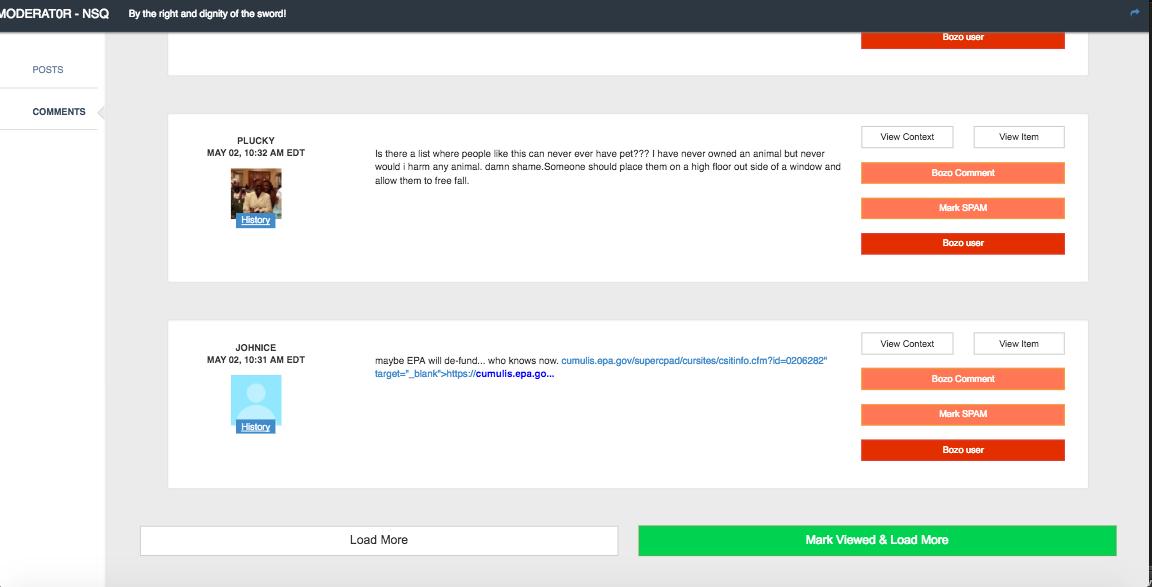 MODERAT0R - NSQ By the right and dignity of the sword!
Bozo user
POSTS
COMMENTS
PLUCKY
MAY 02, 10:32 AM EDT
History
Is there a list where people like this can never ever have pet??? I have never owned an animal but never
would i harm any animal. damn shame.Someone should place them on a high floor out side of a window and
allow them to free fall.
View Context View Item
Bozo Comment
Mark SPAM
Bozo user
JOHNICE
MAY 02, 10:31 AM EDT
History
maybe EPA will de-fund... who knows now. cumulis.epa.gov/supercpad/cursites/csitinfo.cfm?id=0206282"
target="_blank">https://cumulis.epa.go...
View Context View Item
Bozo Comment
Mark SPAM
Bozo user
Load More Mark Viewed & Load More